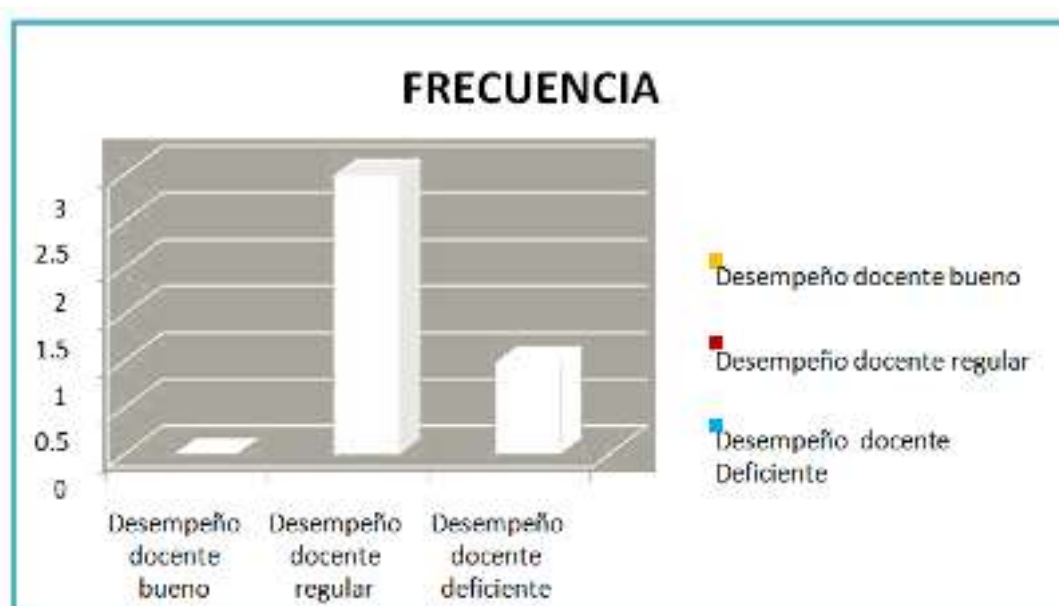 FRECUENCIA
3
2.5
2
1.5
1
0.5
0
Desempeño docente bueno
Desempeño docente regular
Desempeño docente deficiente
Desempeño docente bueno
Desempeño docente regular
Desempeño docente
Deficiente